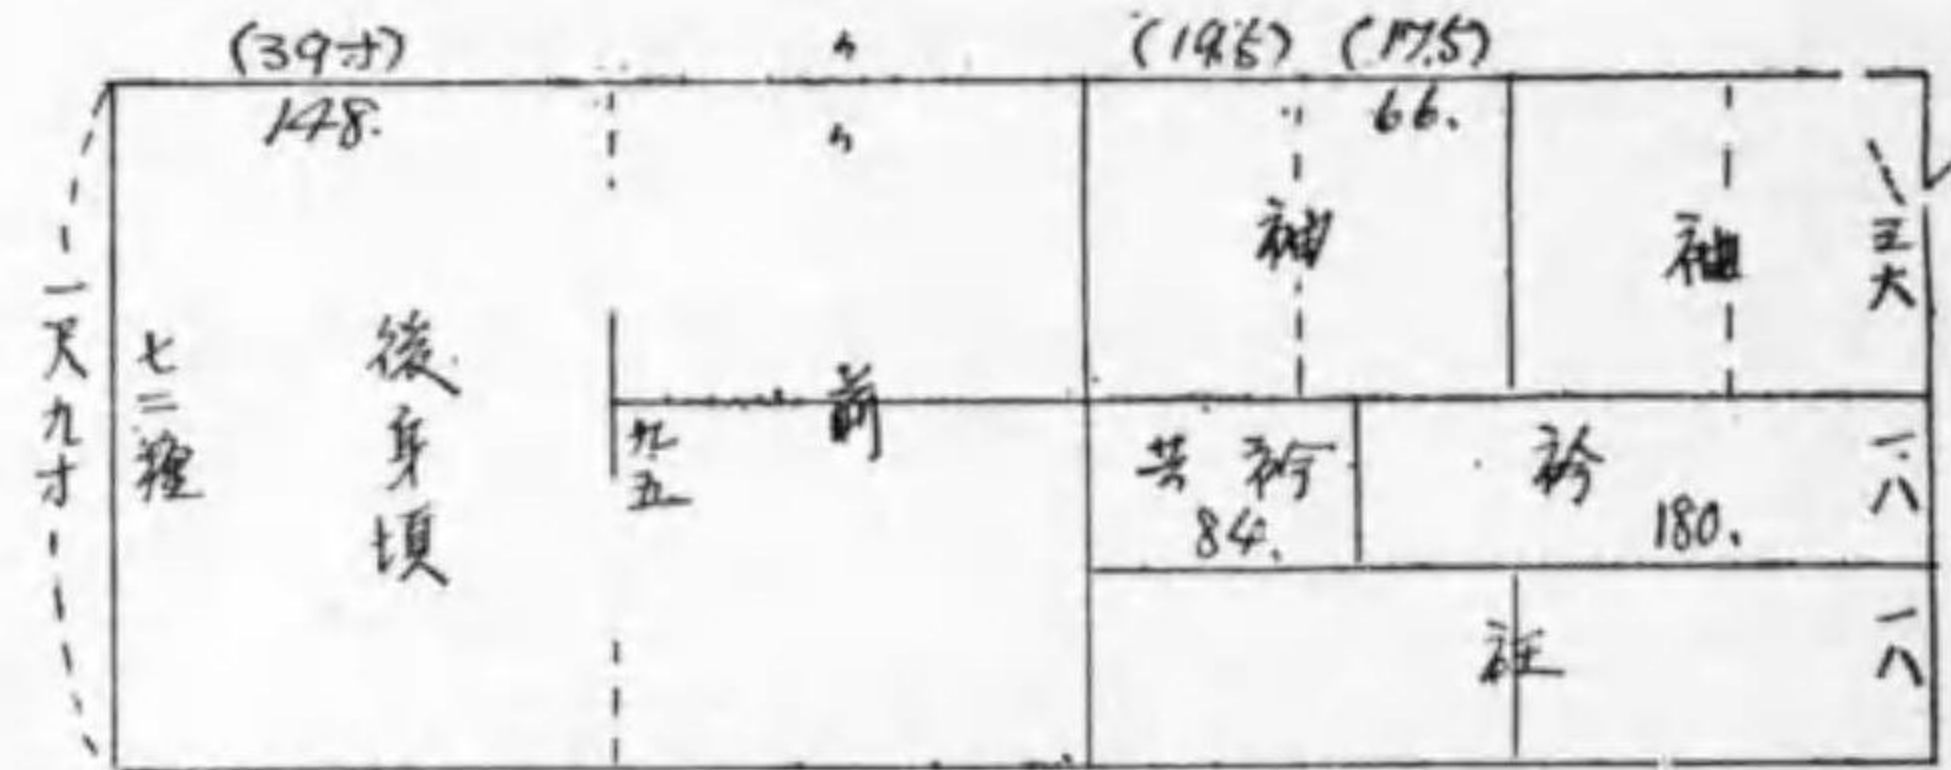 (39寸) 〃 (19.5) (17.5)
148. 〃 66.
一尺九寸
七二糎
後身頃
九.五
前
袖
袖
三六
共衿
84.
衿
180.
一.八
衽
一八